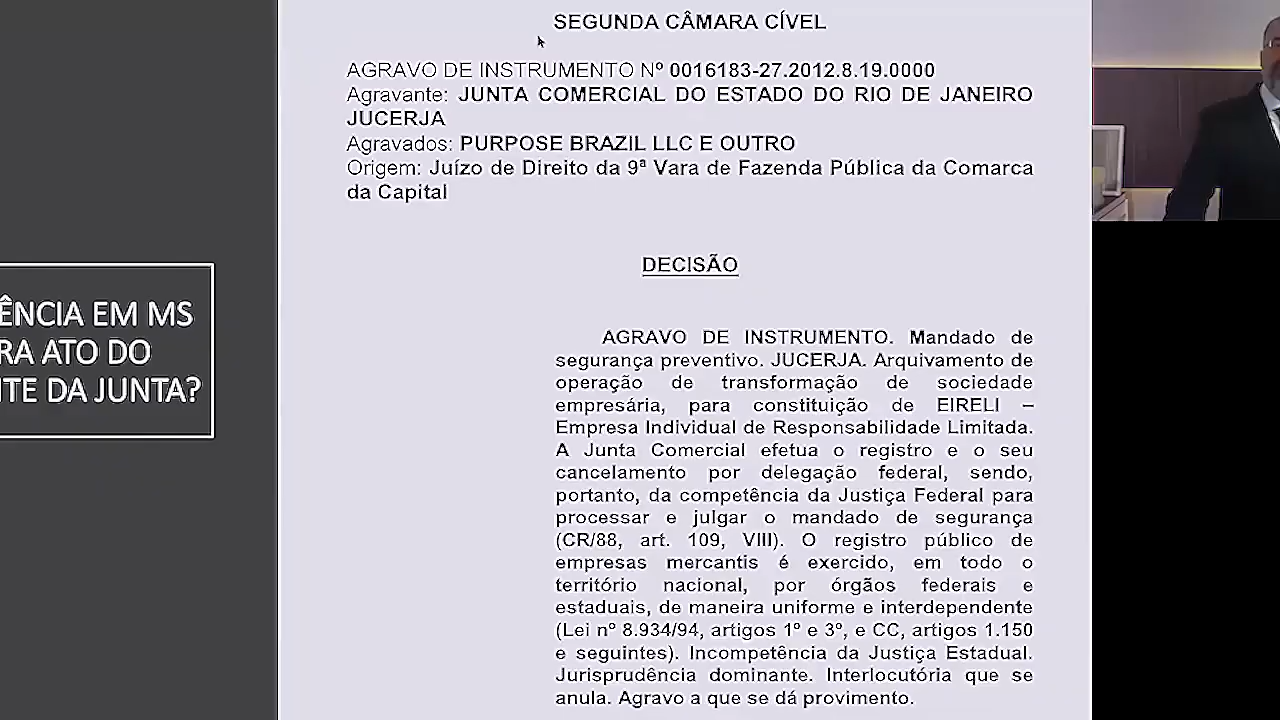 SEGUNDA CÂMARA CÍVEL
AGRAVO DE INSTRUMENTO Nº 0016183-27.2012.8.19.0000
Agravante: JUNTA COMERCIAL DO ESTADO DO RIO DE JANEIRO
JUCERJA
Agravados: PURPOSE BRAZIL LLC E OUTRO
Origem: Juízo de Direito da 9ª Vara de Fazenda Pública da Comarca
da Capital
DECISÃO
ÊNCIA EM MS
RA ATO DO
NTE DA JUNTA?
AGRAVO DE INSTRUMENTO. Mandado de
segurança preventivo. JUCERJA. Arquivamento de
operação de transformação de sociedade
empresária, para constituição de EIRELI –
Empresa Individual de Responsabilidade Limitada.
A Junta Comercial efetua o registro e o seu
cancelamento por delegação federal, sendo,
portanto, da competência da Justiça Federal para
processar e julgar o mandado de segurança
(CR/88, art. 109, VIII). O registro público de
empresas mercantis é exercido, em todo o
território nacional, por órgãos federais e
estaduais, de maneira uniforme e interdependente
(Lei nº 8.934/94, artigos 1º e 3º, e CC, artigos 1.150
e seguintes). Incompetência da Justiça Estadual.
Jurisprudência dominante. Interlocutória que se
anula. Agravo a que se dá provimento.